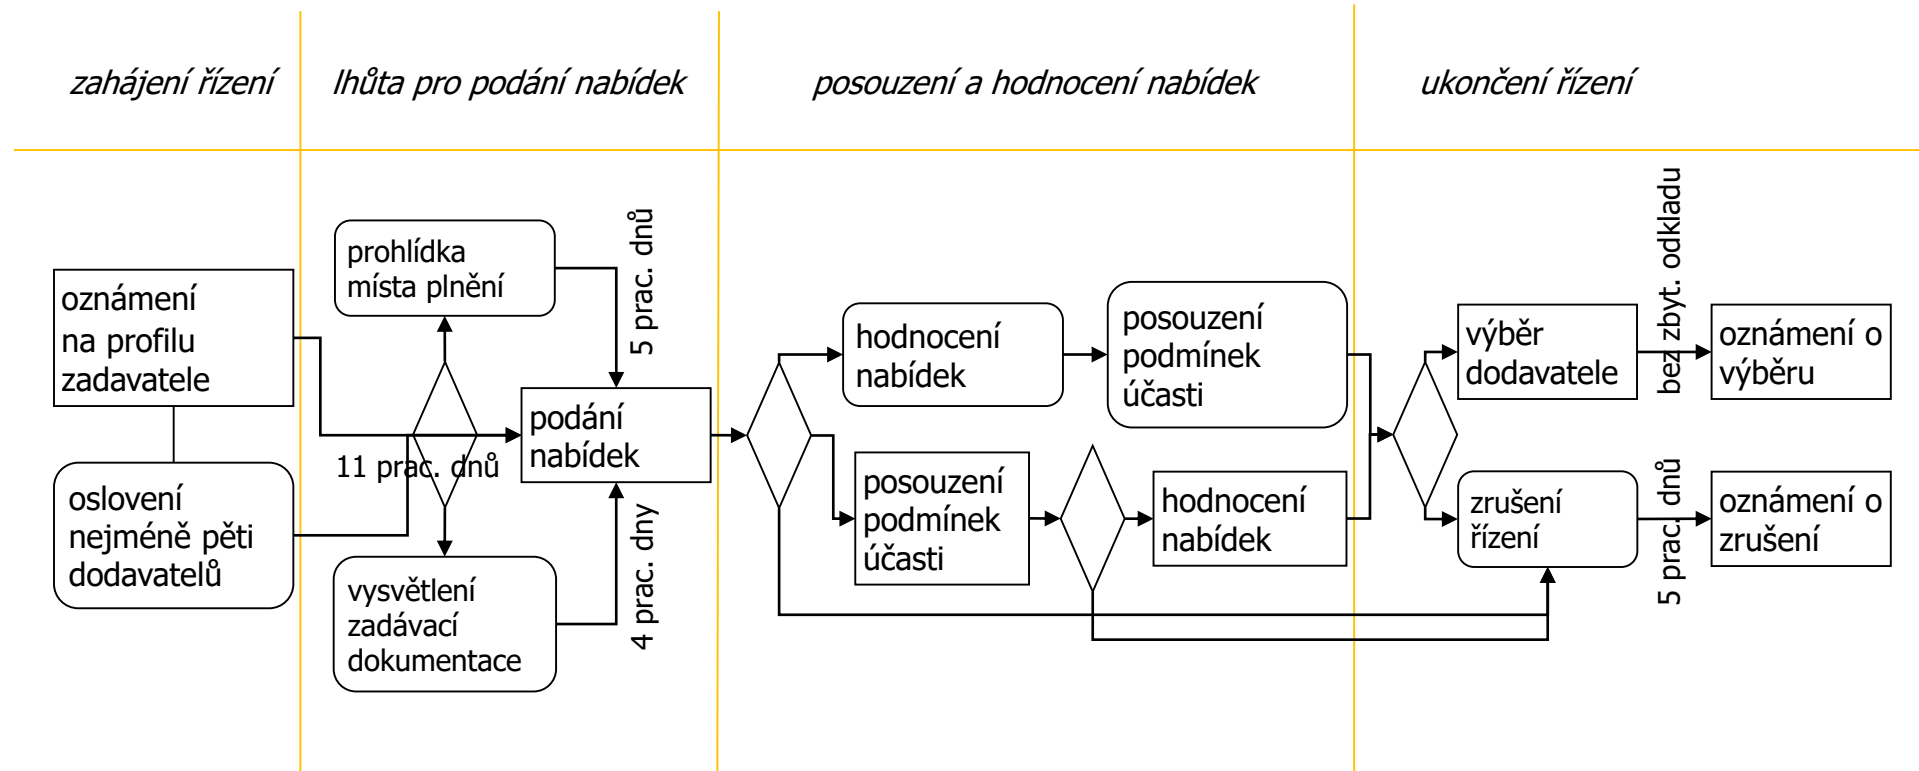 zahájení řízení
lhůta pro podání nabídek
posouzení a hodnocení nabídek
ukončení řízení
oznámení
na profilu
zadavatele
oslovení
nejméně pěti
dodavatelů
prohlídka
místa plnění
5 prac. dnů
11 prac. dnů
podání
nabídek
vysvětlení
zadávací
dokumentace
4 prac. dny
hodnocení
nabídek
posouzení
podmínek
účasti
posouzení
podmínek
účasti
hodnocení
nabídek
výběr
dodavatele
bez zbyt. odkladu
oznámení o
výběru
zrušení
řízení
5 prac. dnů
oznámení o
zrušení